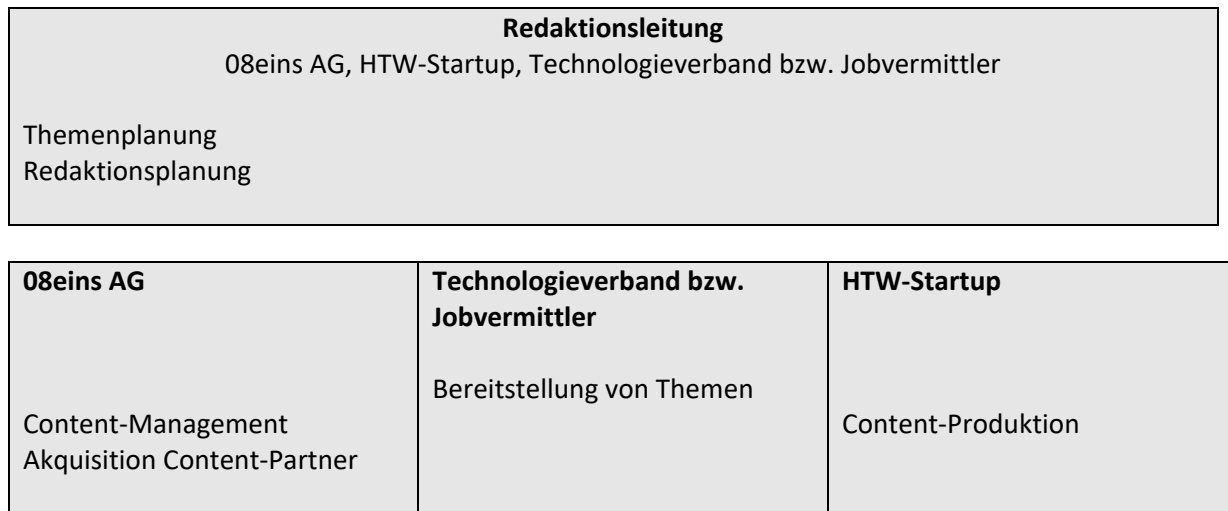 Redaktionsleitung
08eins AG, HTW-Startup, Technologieverband bzw. Jobvermittler
Themenplanung
Redaktionsplanung
08eins AG
Content-Management
Akquisition Content-Partner
Technologieverband bzw.
Jobvermittler
Bereitstellung von Themen
HTW-Startup
Content-Produktion